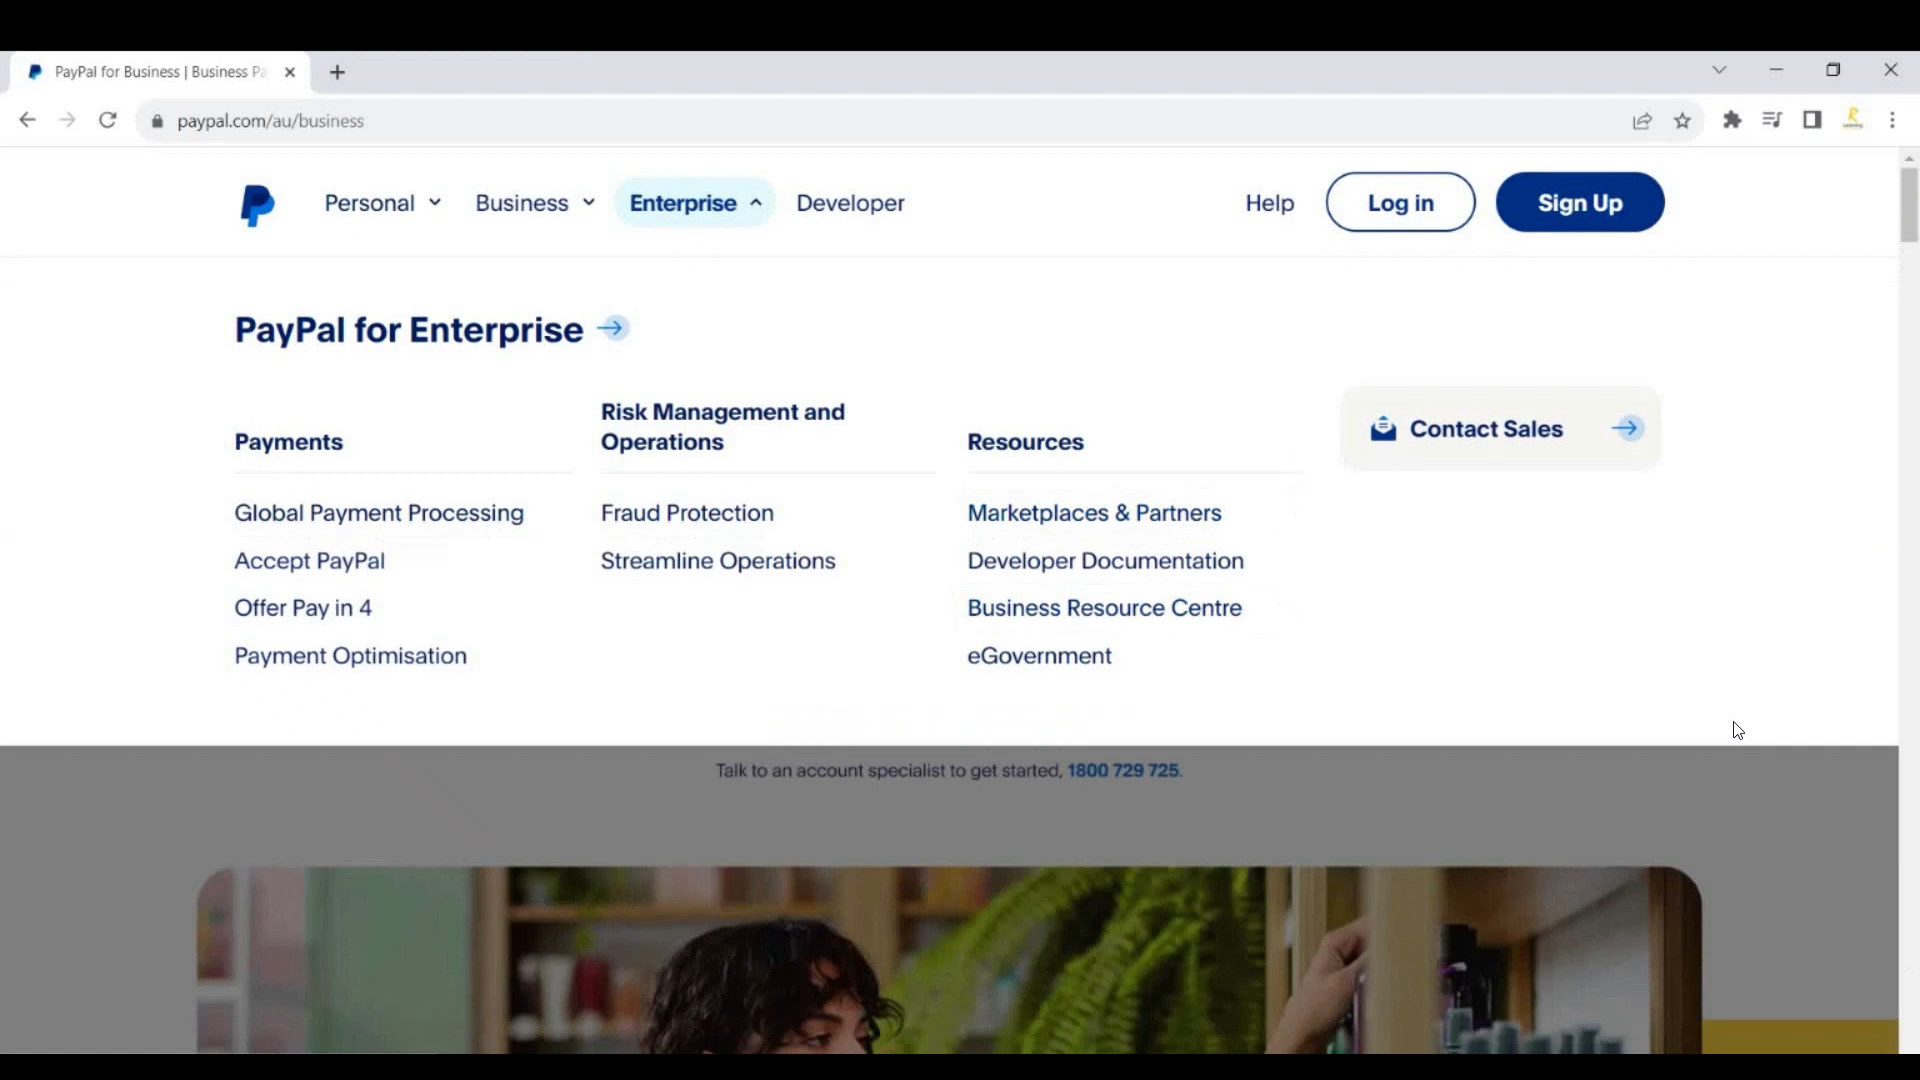 PayPal for Business | Business Pa
paypal.com/au/business
Personal
Business
Enterprise
Developer
Help
Log in
Sign Up
PayPal for Enterprise
Payments
Global Payment Processing
Accept PayPal
Offer Pay in 4
Payment Optimisation
Risk Management and
Operations
Fraud Protection
Streamline Operations
Resources
Marketplaces & Partners
Developer Documentation
Business Resource Centre
eGovernment
Contact Sales
Talk to an account specialist to get started, 1800 729 725.